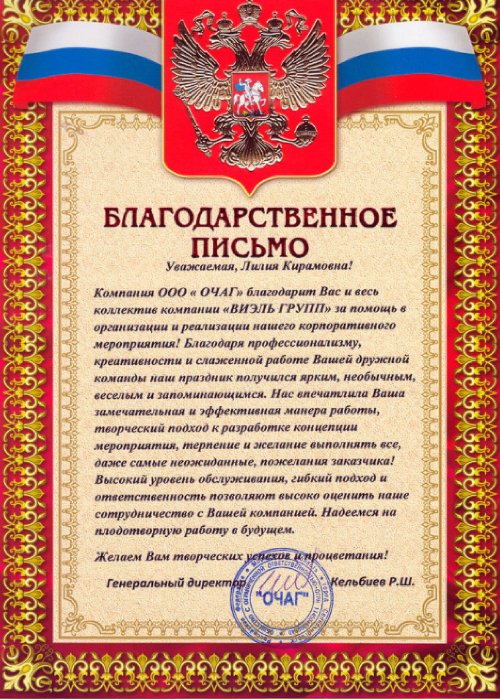 БЛАГОДАРСТВЕННОЕ
ПИСЬМО
Уважаемая, Лилия Кирамовна!
Компания ООО « ОЧАГ» благодарит Вас и весь
коллектив компании «ВИЭЛЬ ГРУПП» за помощь в
организации и реализации нашего корпоративного
мероприятия! Благодаря профессионализму,
креативности и слаженной работе Вашей дружной
команды наш праздник получился ярким, необычным,
веселым и запоминающимся. Нас впечатлила Ваша
замечательная и эффективная манера работы,
творческий подход к разработке концепции
мероприятия, терпение и желание выполнять все,
даже самые неожиданные, пожелания заказчика!
Высокий уровень обслуживания, гибкий подход и
ответственность позволяют высоко оценить наше
сотрудничество с Вашей компанией. Надеемся на
плодотворную работу в будущем.
Желаем Вам творческих успехов и процветания!
Генеральный директор Кельбиев Р.Ш.
"ОЧАГ"